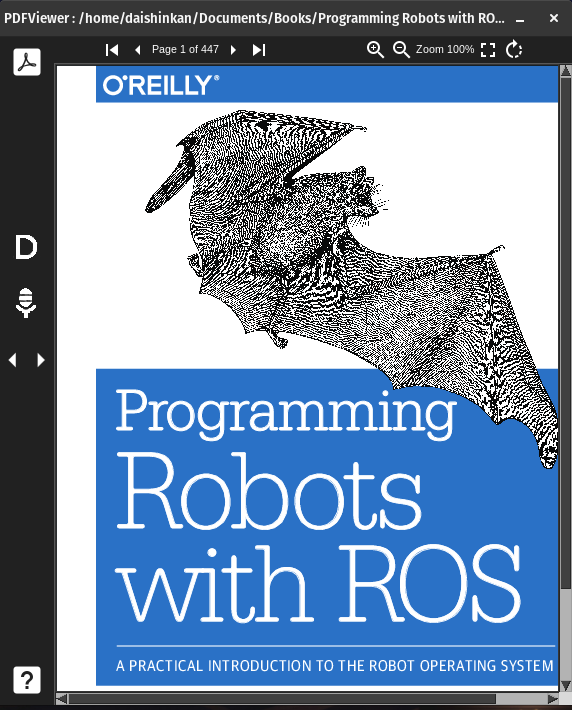 PDFViewer : /home/daishinkan/Documents/Books/Programming Robots with RO...
Page 1 of 447
Zoom 100%
O'REILLY®
D
Programming
Robots
with ROS
A PRACTICAL INTRODUCTION TO THE ROBOT OPERATING SYSTEM
?